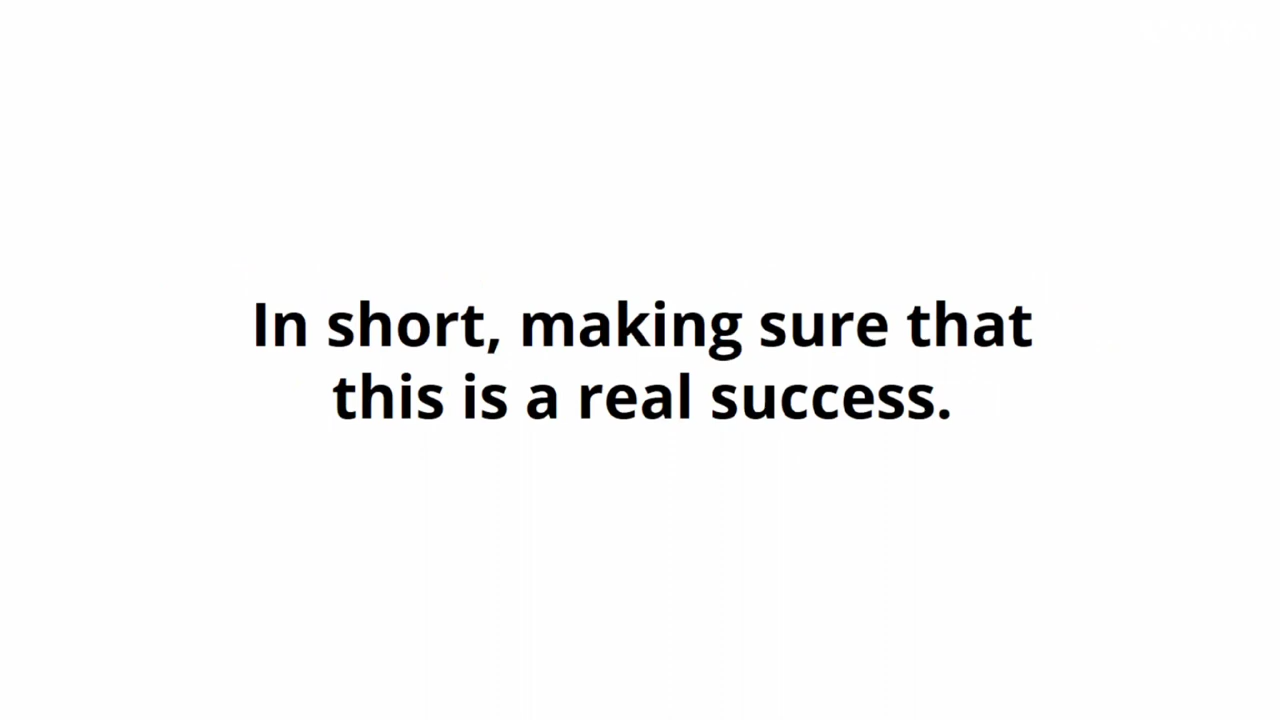 In short, making sure that
this is a real success.